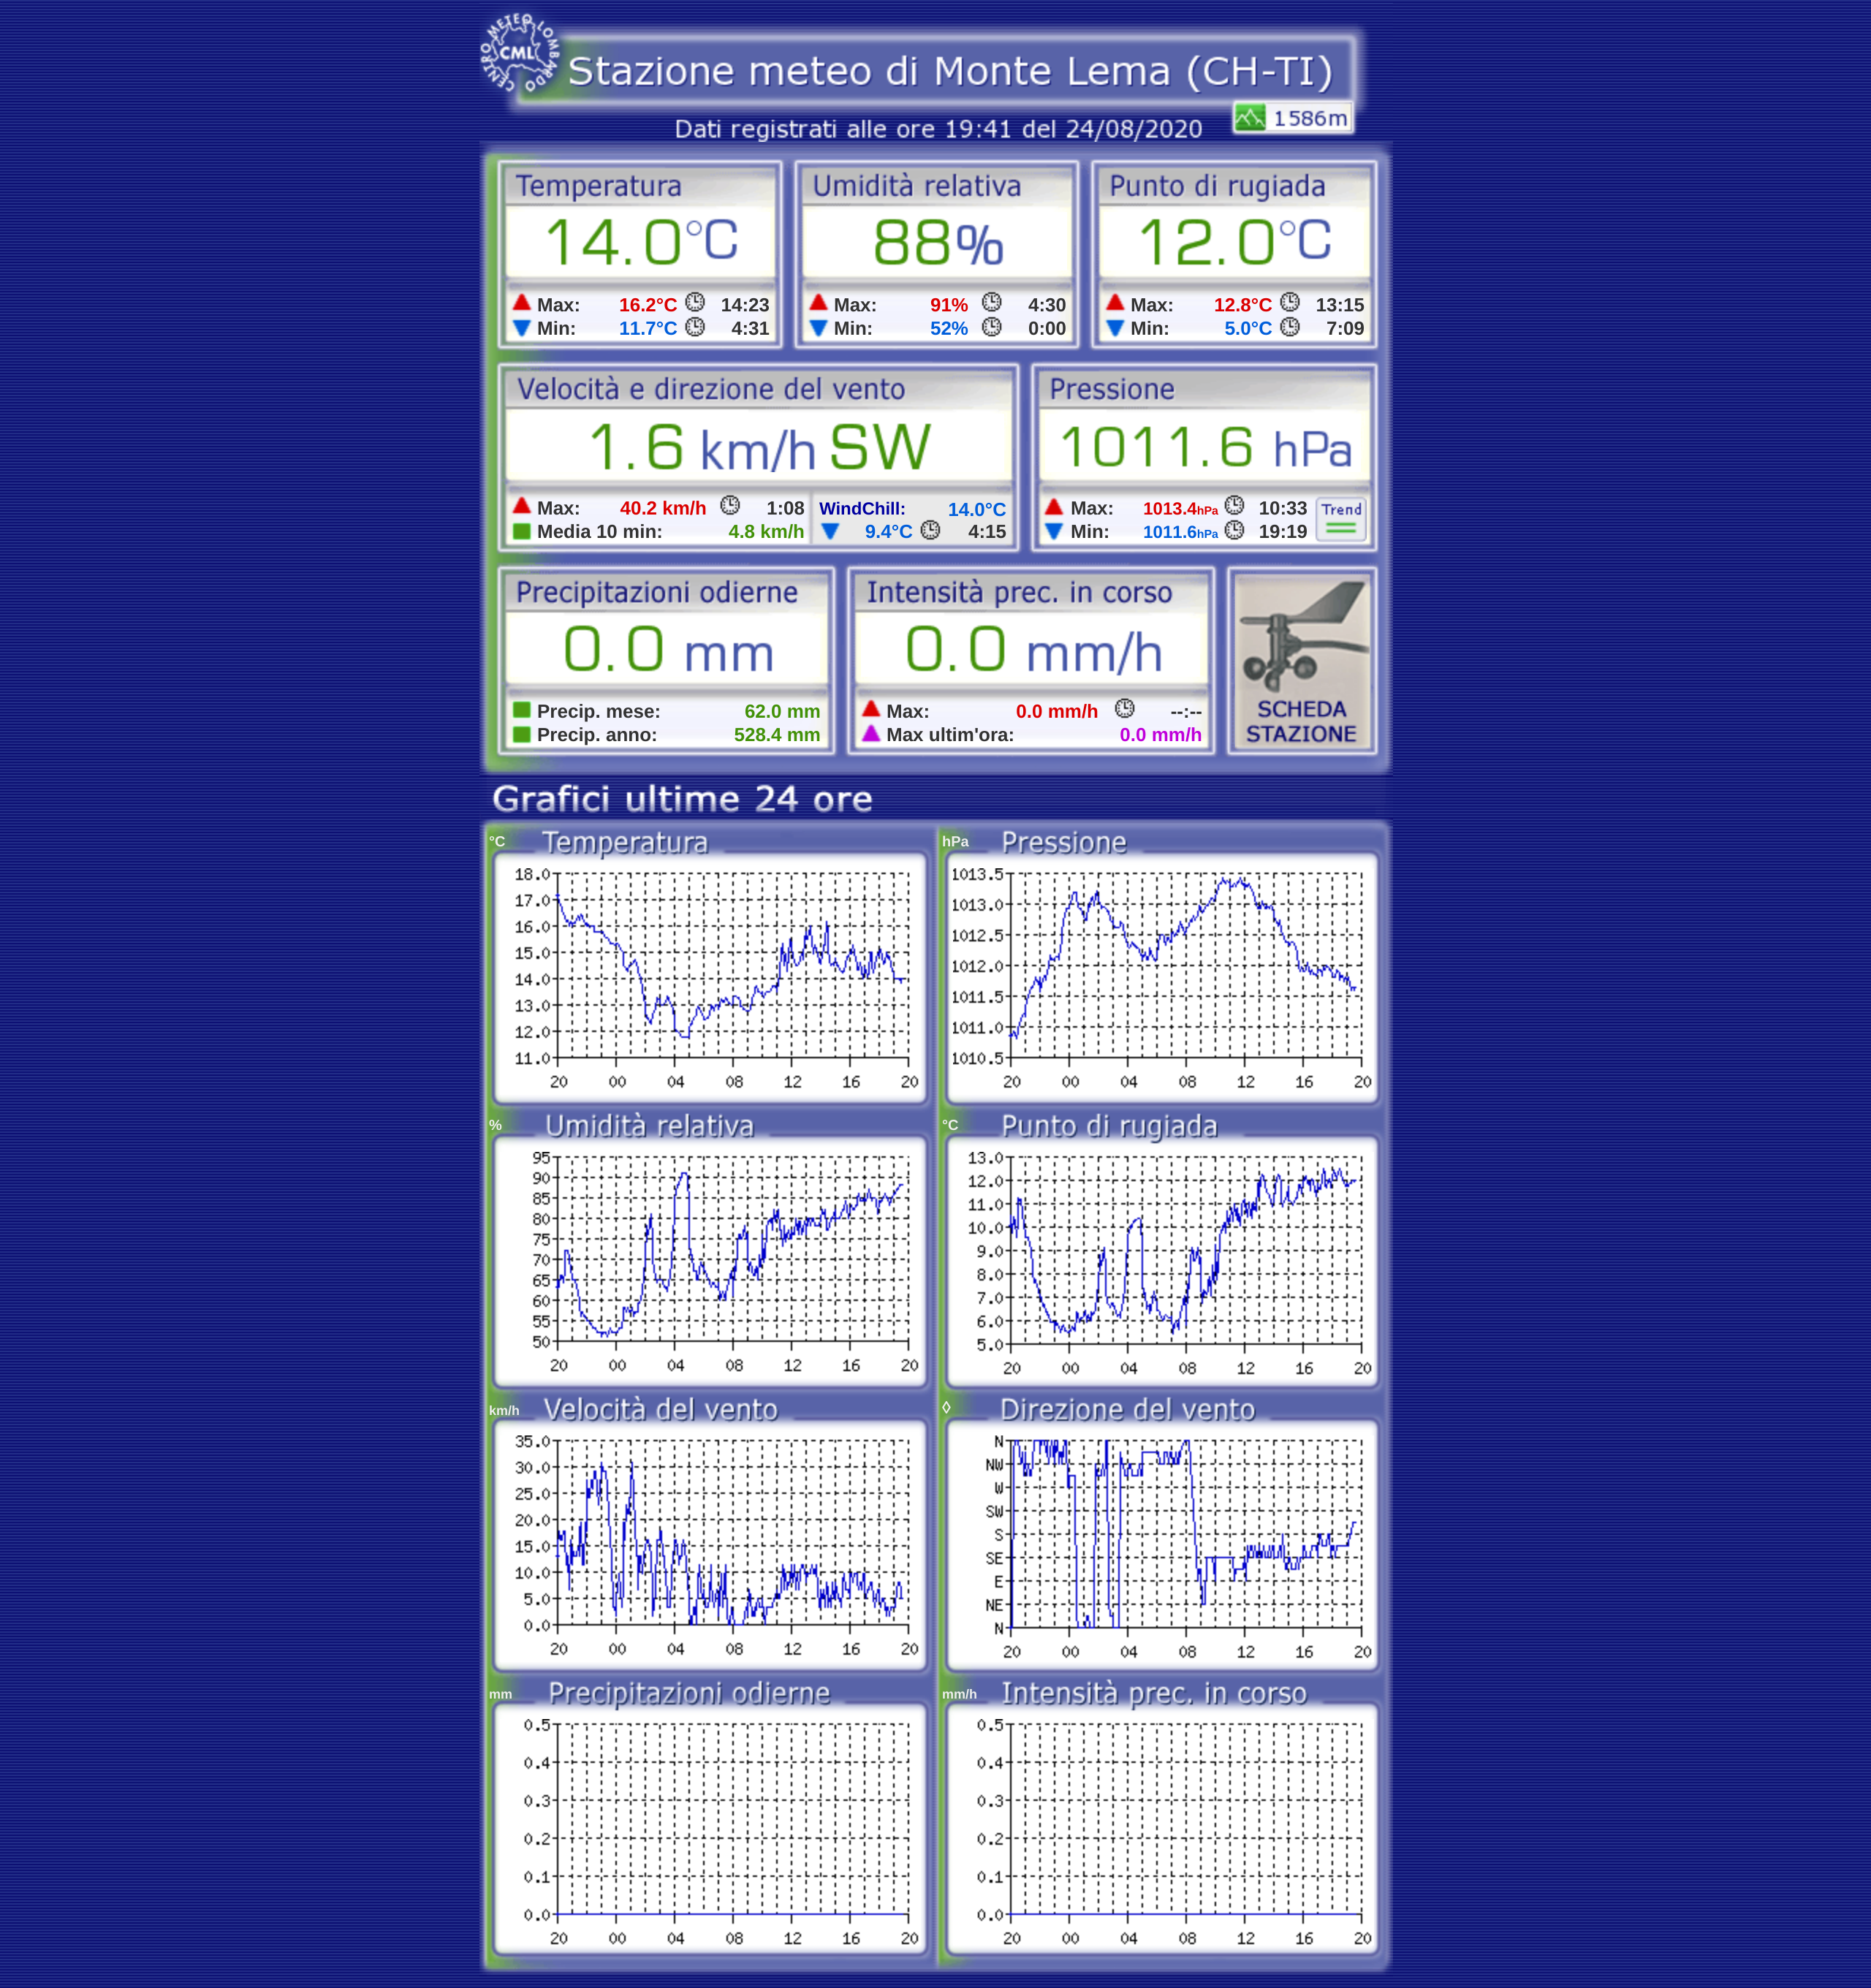 CENTRO METEO LOMBARDO
CML
Stazione meteo di Monte Lema (CH-TI)
1586m
Dati registrati alle ore 19:41 del 24/08/2020
Temperatura
14.0°C
Max: 16.2°C 14:23
Min: 11.7°C 4:31
Umidità relativa
88%
Max: 91% 4:30
Min: 52% 0:00
Punto di rugiada
12.0°C
Max: 12.8°C 13:15
Min: 5.0°C 7:09
Velocità e direzione del vento
1.6 km/h SW
Max: 40.2 km/h 1:08
Media 10 min: 4.8 km/h
WindChill: 14.0°C
9.4°C 4:15
Pressione
1011.6 hPa
Max: 1013.4hPa 10:33
Min: 1011.6hPa 19:19
Trend
Precipitazioni odierne
0.0 mm
Precip. mese: 62.0 mm
Precip. anno: 528.4 mm
Intensità prec. in corso
0.0 mm/h
Max: 0.0 mm/h --:--
Max ultim'ora: 0.0 mm/h
SCHEDA
STAZIONE
Grafici ultime 24 ore
°C Temperatura
18.0
17.0
16.0
15.0
14.0
13.0
12.0
11.0
20 00 04 08 12 16 20
hPa Pressione
1013.5
1013.0
1012.5
1012.0
1011.5
1011.0
1010.5
20 00 04 08 12 16 20
% Umidità relativa
95
90
85
80
75
70
65
60
55
50
20 00 04 08 12 16 20
°C Punto di rugiada
13.0
12.0
11.0
10.0
9.0
8.0
7.0
6.0
5.0
20 00 04 08 12 16 20
km/h Velocità del vento
35.0
30.0
25.0
20.0
15.0
10.0
5.0
0.0
20 00 04 08 12 16 20
◊ Direzione del vento
N
NW
W
SW
S
SE
E
NE
N
20 00 04 08 12 16 20
mm Precipitazioni odierne
0.5
0.4
0.3
0.2
0.1
0.0
20 00 04 08 12 16 20
mm/h Intensità prec. in corso
0.5
0.4
0.3
0.2
0.1
0.0
20 00 04 08 12 16 20